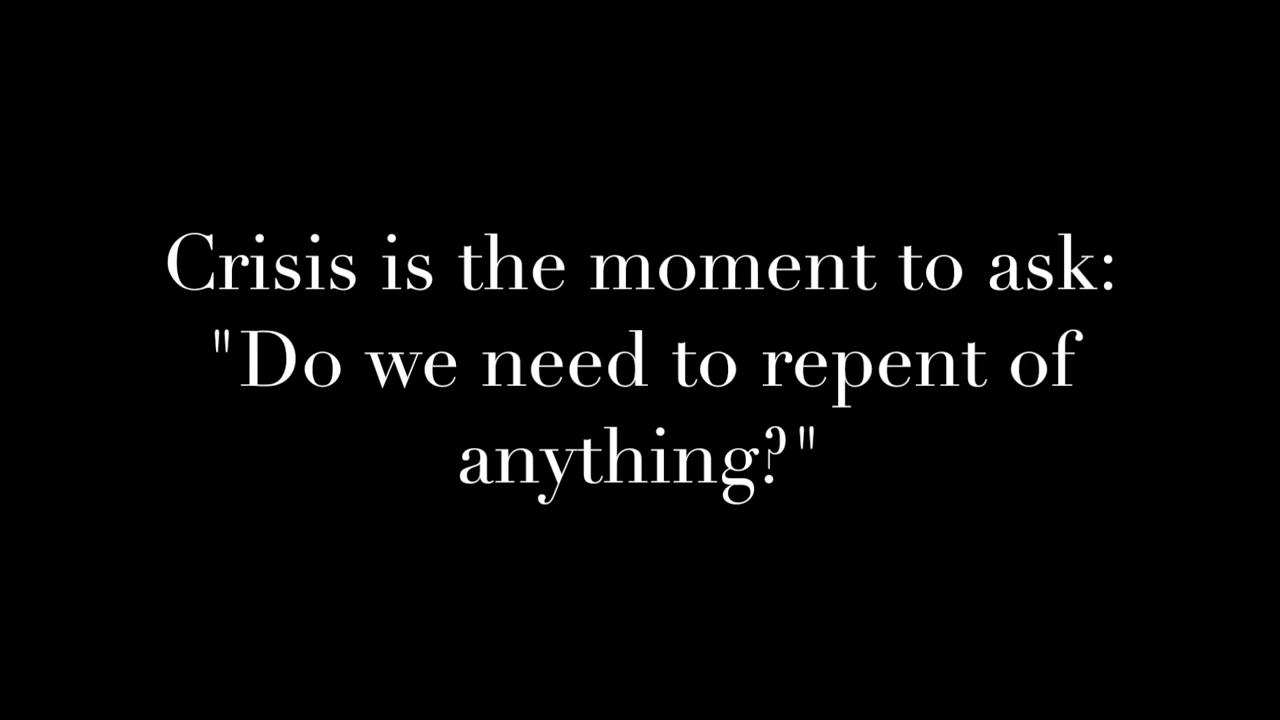 Crisis is the moment to ask:
"Do we need to repent of
anything?"